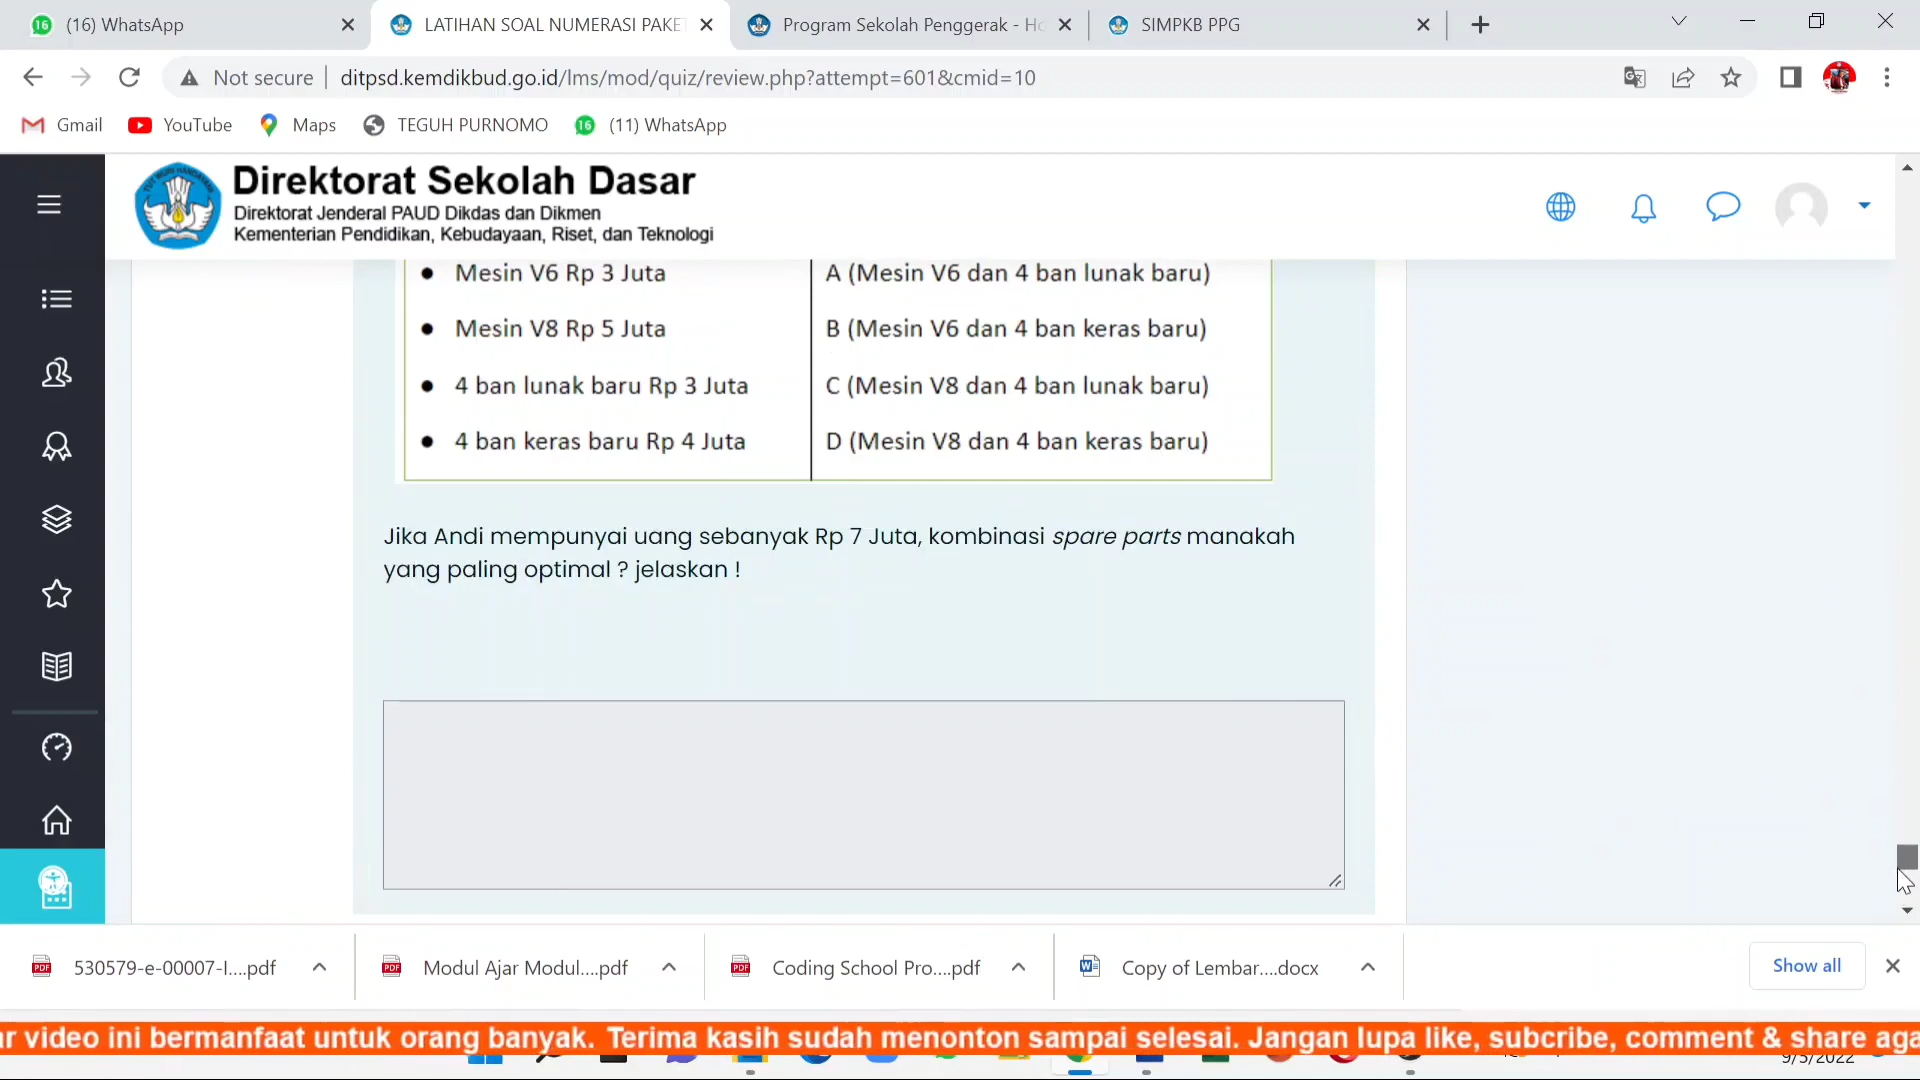 (16) WhatsApp
LATIHAN SOAL NUMERASI PAKET
Program Sekolah Penggerak - Ho
SIMPKB PPG
Not secure
ditpsd.kemdikbud.go.id/lms/mod/quiz/review.php?attempt=601&cmid=10
Gmail
YouTube
Maps
TEGUH PURNOMO
(11) WhatsApp
Direktorat Sekolah Dasar
Direktorat Jenderal PAUD Dikdas dan Dikmen
Kementerian Pendidikan, Kebudayaan, Riset, dan Teknologi
• Mesin V6 Rp 3 Juta
A (Mesin V6 dan 4 ban lunak baru)
• Mesin V8 Rp 5 Juta
B (Mesin V6 dan 4 ban keras baru)
• 4 ban lunak baru Rp 3 Juta
C (Mesin V8 dan 4 ban lunak baru)
• 4 ban keras baru Rp 4 Juta
D (Mesin V8 dan 4 ban keras baru)
Jika Andi mempunyai uang sebanyak Rp 7 Juta, kombinasi spare parts manakah
yang paling optimal ? jelaskan !
530579-e-00007-I....pdf
Modul Ajar Modul....pdf
Coding School Pro....pdf
Copy of Lembar....docx
Show all
ar video ini bermanfaat untuk orang banyak. Terima kasih sudah menonton sampai selesai. Jangan lupa like, subcribe, comment & share aga
9/5/2022